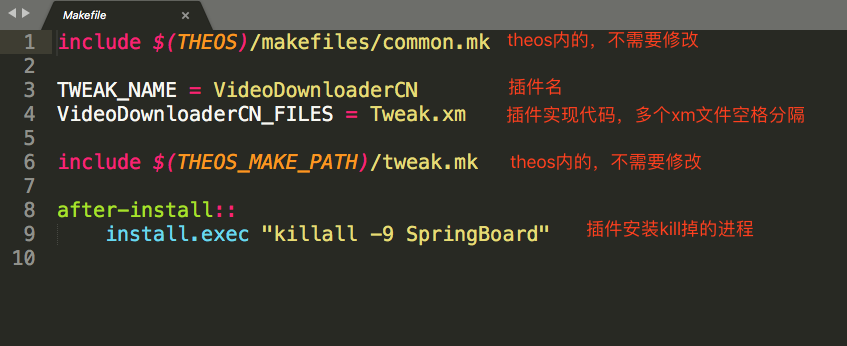 Makefile
1 include $(THEOS)/makefiles/common.mk theos内的，不需要修改
2
3 TWEAK_NAME = VideoDownloaderCN 插件名
4 VideoDownloaderCN_FILES = Tweak.xm 插件实现代码，多个xm文件空格分隔
5
6 include $(THEOS_MAKE_PATH)/tweak.mk theos内的，不需要修改
7
8 after-install::
9 install.exec "killall -9 SpringBoard" 插件安装kill掉的进程
10